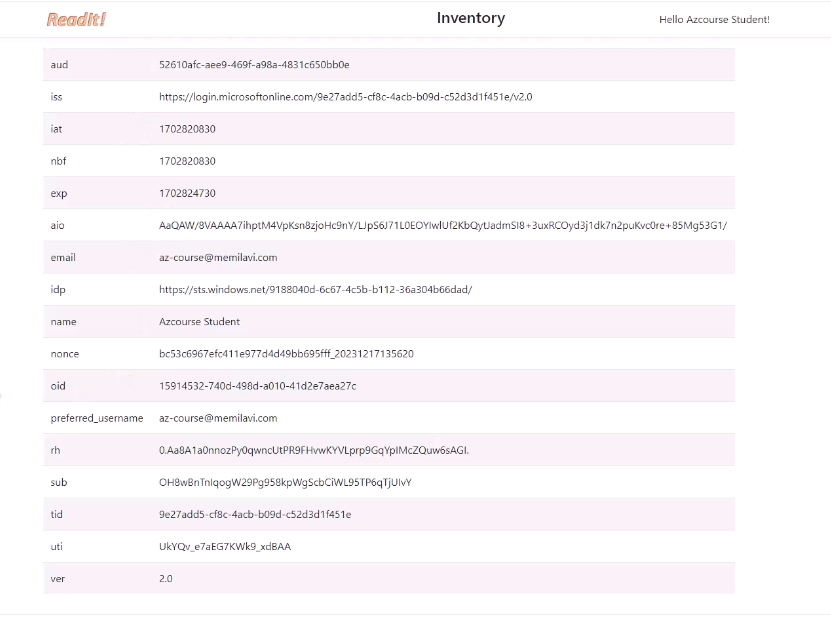 ReadIt!
Inventory
Hello Azcourse Student!
aud 52610afc-aee9-469f-a98a-4831c650bb0e
iss https://login.microsoftonline.com/9e27add5-cf8c-4acb-b09d-c52d3d1f451e/v2.0
iat 1702820830
nbf 1702820830
exp 1702824730
aio AaQAW/8VAAAA7ihptM4VpKsn8zjoHc9nY/LJpS6J71L0EOYIwlUf2KbQytJadmSI8+3uxRCOyd3j1dk7n2puKvc0re+85Mg53G1/
email az-course@memilavi.com
idp https://sts.windows.net/9188040d-6c67-4c5b-b112-36a304b66dad/
name Azcourse Student
nonce bc53c6967efc411e977d4d49bb695fff_20231217135620
oid 15914532-740d-498d-a010-41d2e7aea27c
preferred_username az-course@memilavi.com
rh 0.Aa8A1a0nnozPy0qwncUtPR9FHvwKYVLprp9GqYpIMcZQuw6sAGI.
sub OH8wBnTnIqogW29Pg958kpWgScbCiWL95TP6qTjUIvY
tid 9e27add5-cf8c-4acb-b09d-c52d3d1f451e
uti UkYQv_e7aEG7KWk9_xdBAA
ver 2.0